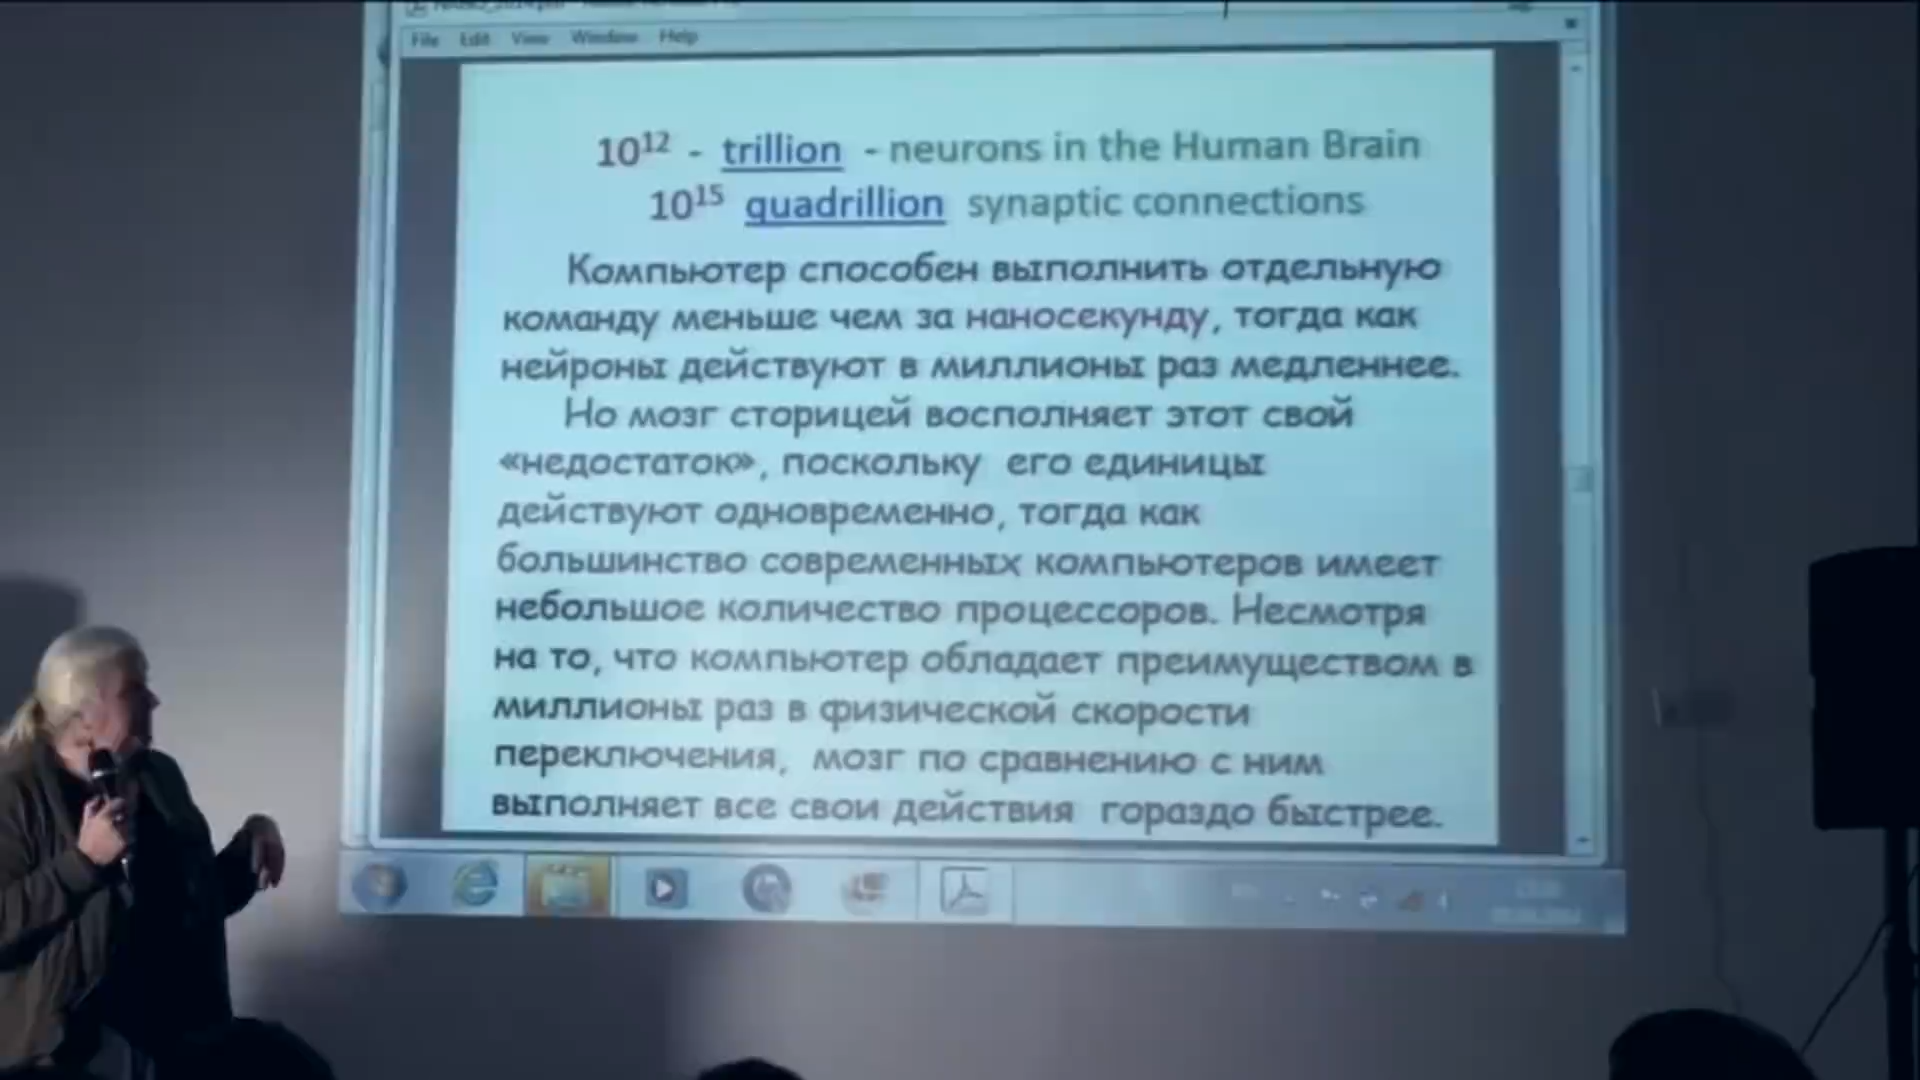 File Edit View Window Help
10¹² - trillion - neurons in the Human Brain
10¹⁵ quadrillion synaptic connections
Компьютер способен выполнить отдельную
команду меньше чем за наносекунду, тогда как
нейроны действуют в миллионы раз медленнее.
Но мозг сторицей восполняет этот свой
«недостаток», поскольку его единицы
действуют одновременно, тогда как
большинство современных компьютеров имеет
небольшое количество процессоров. Несмотря
на то, что компьютер обладает преимуществом в
миллионы раз в физической скорости
переключения, мозг по сравнению с ним
выполняет все свои действия гораздо быстрее.